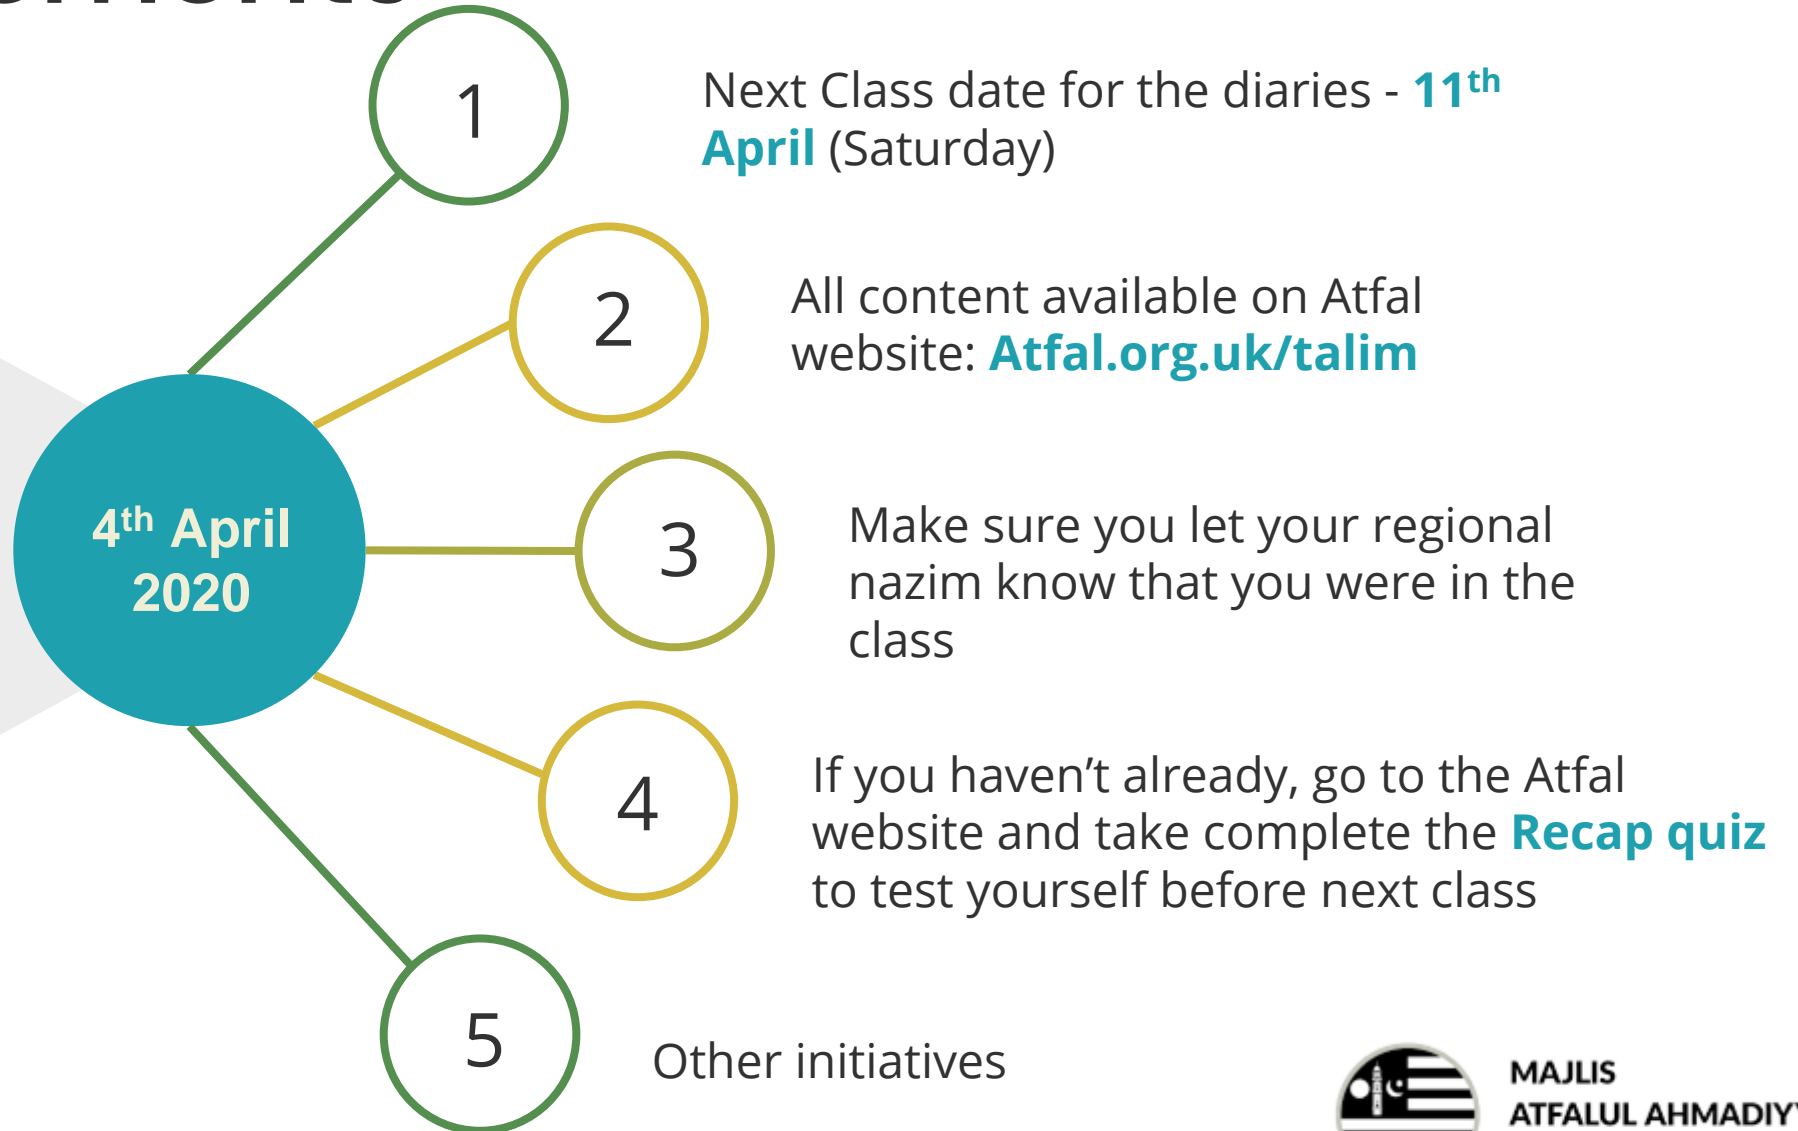 1
Next Class date for the diaries - 11th
April (Saturday)
2
All content available on Atfal
website: Atfal.org.uk/talim
4th April
2020
3
Make sure you let your regional
nazim know that you were in the
class
4
If you haven’t already, go to the Atfal
website and take complete the Recap quiz
to test yourself before next class
5
Other initiatives
MAJLIS
ATFALUL